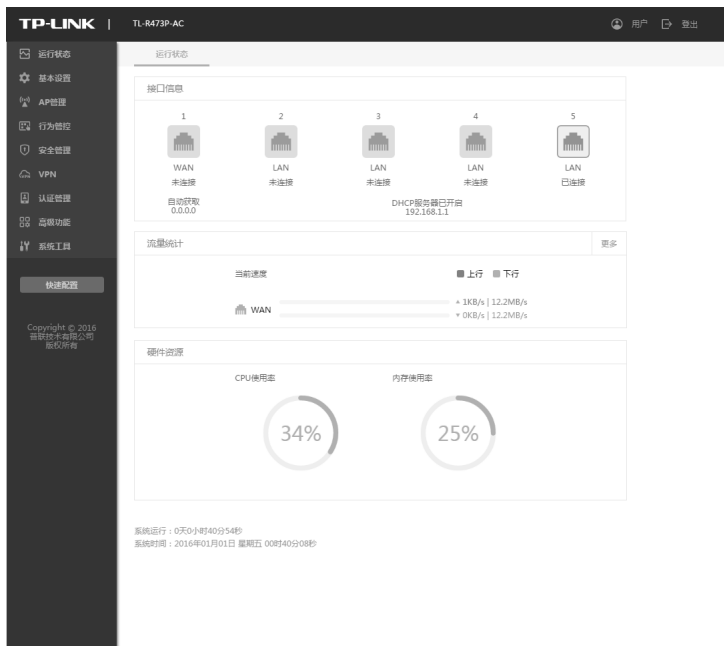 TP-LINK | TL-R473P-AC 用户 登出
运行状态
基本设置
AP管理
行为管控
安全管理
VPN
认证管理
高级功能
系统工具
快速配置
Copyright © 2016
普联技术有限公司
版权所有
运行状态
接口信息
1 2 3 4 5
WAN LAN LAN LAN LAN
未连接 未连接 未连接 未连接 已连接
自动获取 DHCP服务器已开启
0.0.0.0 192.168.1.1
流量统计 更多
当前速度 上行 下行
WAN 1KB/s | 12.2MB/s
0KB/s | 12.2MB/s
硬件资源
CPU使用率 内存使用率
34% 25%
系统运行：0天0小时40分54秒
系统时间：2016年01月01日 星期五 00时40分08秒